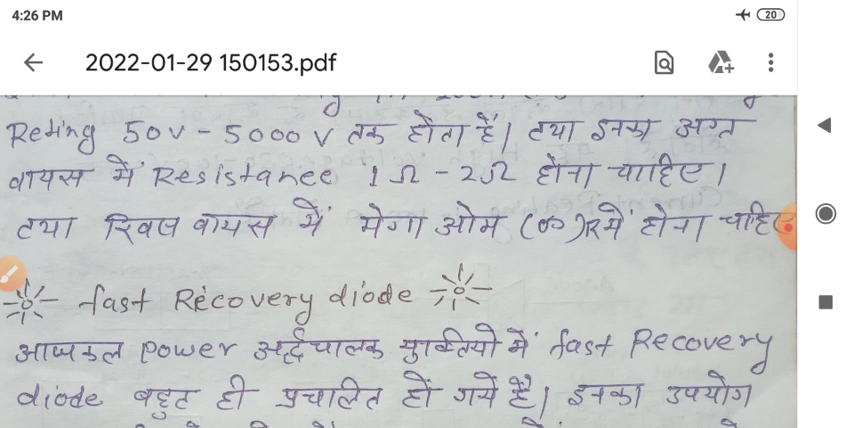 4:26 PM
20
2022-01-29 150153.pdf
Reting 50V - 5000 V तक होता हैं। तथा इनका अग्र
वायस में Resistance 1Ω - 2Ω होना चाहिए।
तथा रिवर्स वायस में मेगा ओम (∞)R में होना चाहिए
fast Recovery diode
आजकल power अर्द्धचालक युक्तियो में fast Recovery
diode बहुत ही प्रचालित हो गये हैं। इनका उपयोग